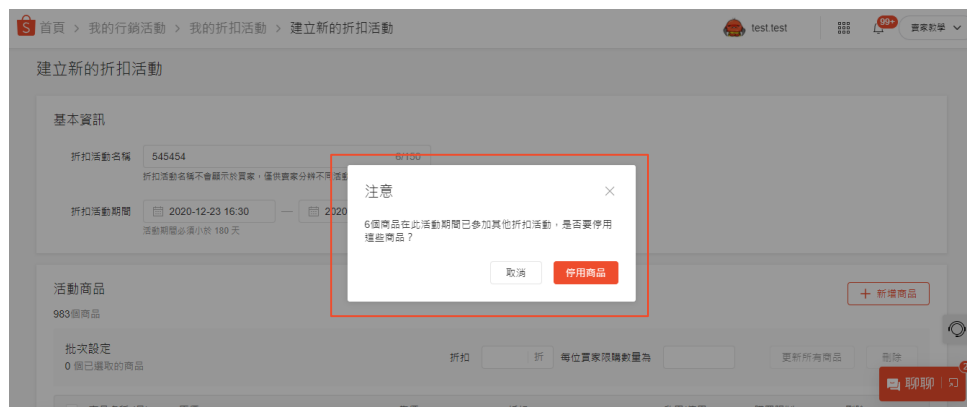 首頁 > 我的行銷活動 > 我的折扣活動 > 建立新的折扣活動
test.test
99+
賣家教學
建立新的折扣活動
基本資訊
折扣活動名稱 545454 6/150
折扣活動名稱不會顯示於買家，僅供賣家分辨不同活動
折扣活動期間 2020-12-23 16:30 — 2020
活動期間必須小於 180 天
注意
6個商品在此活動期間已參加其他折扣活動，是否要停用
這些商品？
取消 停用商品
活動商品
+ 新增商品
983個商品
批次設定
0 個已選取的商品
折扣 折 每位買家限購數量為 更新所有商品 刪除
聊聊